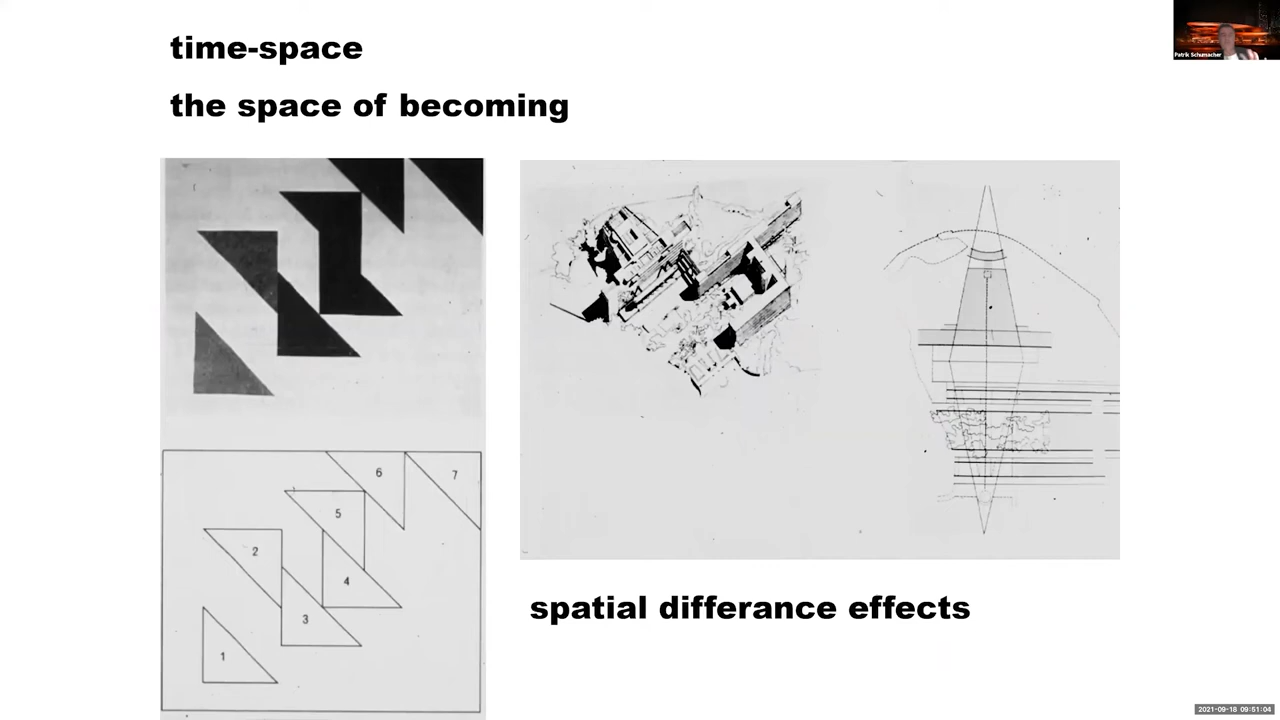 time-space
the space of becoming
Patrik Schumacher
6
7
5
2
4
3
1
spatial differance effects
2021-09-18 09:51:04